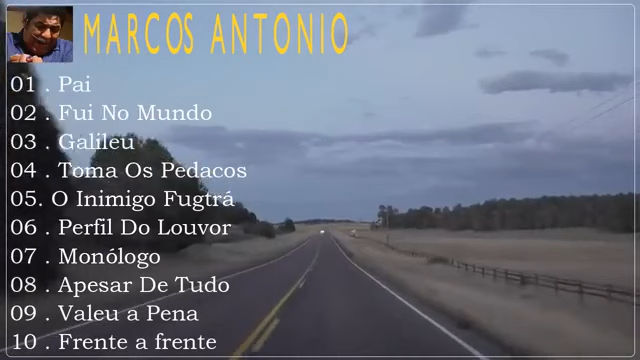 MARCOS ANTONIO
01 . Pai
02 . Fui No Mundo
03 . Galileu
04 . Toma Os Pedacos
05. O Inimigo Fugtrá
06 . Perfil Do Louvor
07 . Monólogo
08 . Apesar De Tudo
09 . Valeu a Pena
10 . Frente a frente